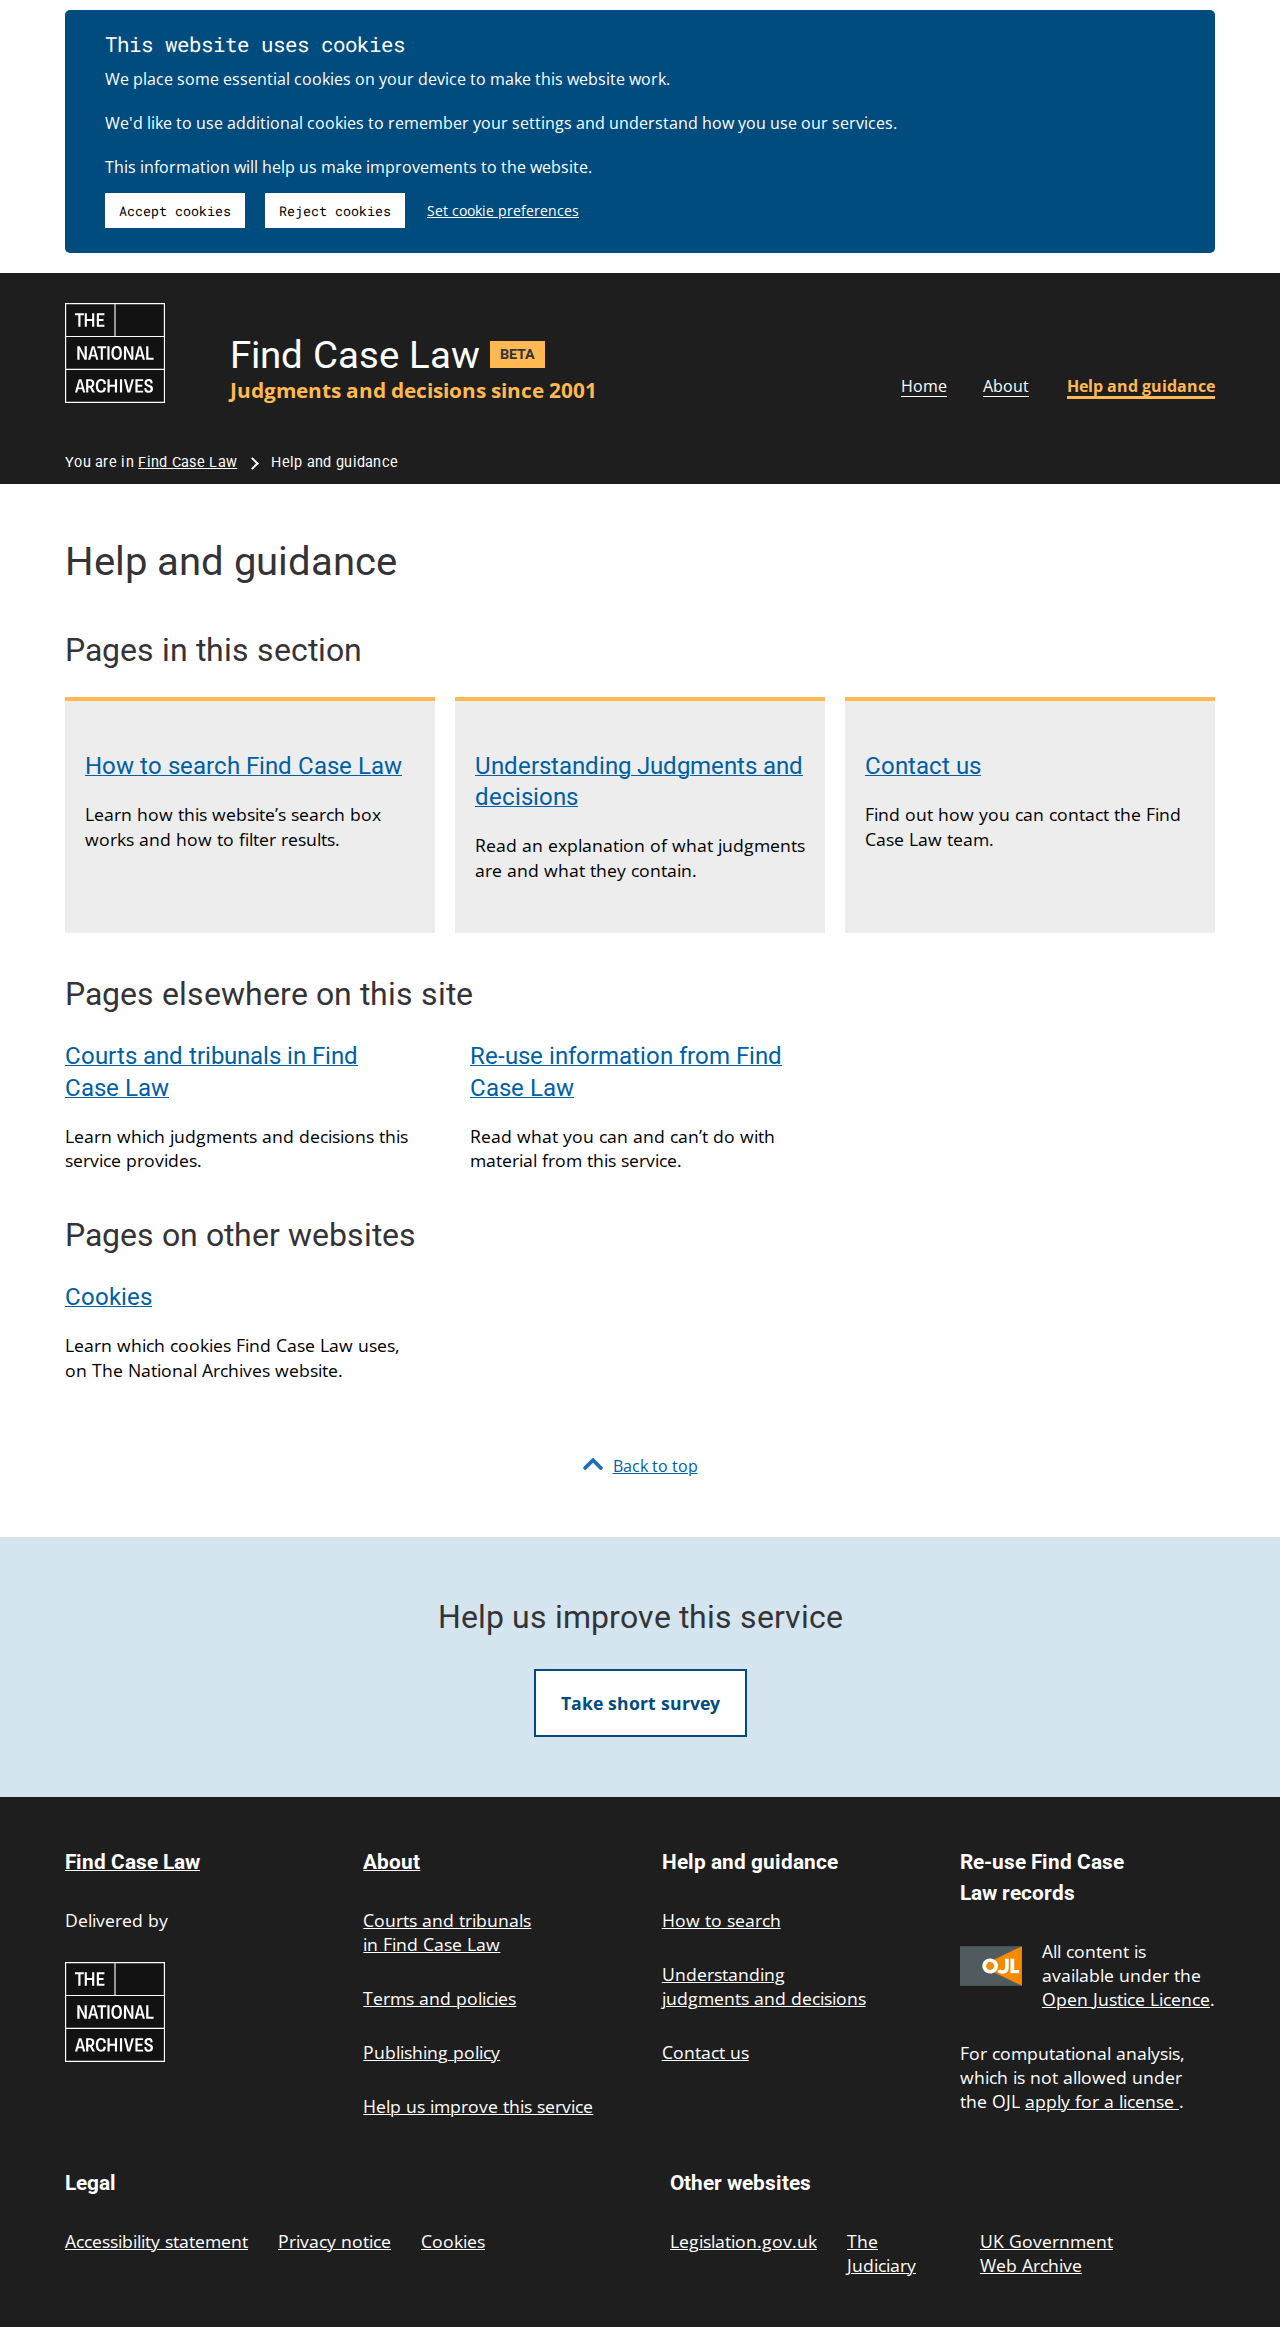 This website uses cookies
We place some essential cookies on your device to make this website work.
We'd like to use additional cookies to remember your settings and understand how you use our services.
This information will help us make improvements to the website.
Accept cookies
Reject cookies
Set cookie preferences
THE
NATIONAL
ARCHIVES
Find Case Law BETA
Judgments and decisions since 2001
Home
About
Help and guidance
You are in Find Case Law
Help and guidance
Help and guidance
Pages in this section
How to search Find Case Law
Learn how this website’s search box
works and how to filter results.
Understanding Judgments and
decisions
Read an explanation of what judgments
are and what they contain.
Contact us
Find out how you can contact the Find
Case Law team.
Pages elsewhere on this site
Courts and tribunals in Find
Case Law
Learn which judgments and decisions this
service provides.
Re-use information from Find
Case Law
Read what you can and can’t do with
material from this service.
Pages on other websites
Cookies
Learn which cookies Find Case Law uses,
on The National Archives website.
Back to top
Help us improve this service
Take short survey
Find Case Law
Delivered by
THE
NATIONAL
ARCHIVES
About
Courts and tribunals
in Find Case Law
Terms and policies
Publishing policy
Help us improve this service
Help and guidance
How to search
Understanding
judgments and decisions
Contact us
Re-use Find Case
Law records
OJL
All content is
available under the
Open Justice Licence.
For computational analysis,
which is not allowed under
the OJL apply for a license .
Legal
Accessibility statement
Privacy notice
Cookies
Other websites
Legislation.gov.uk
The
Judiciary
UK Government
Web Archive